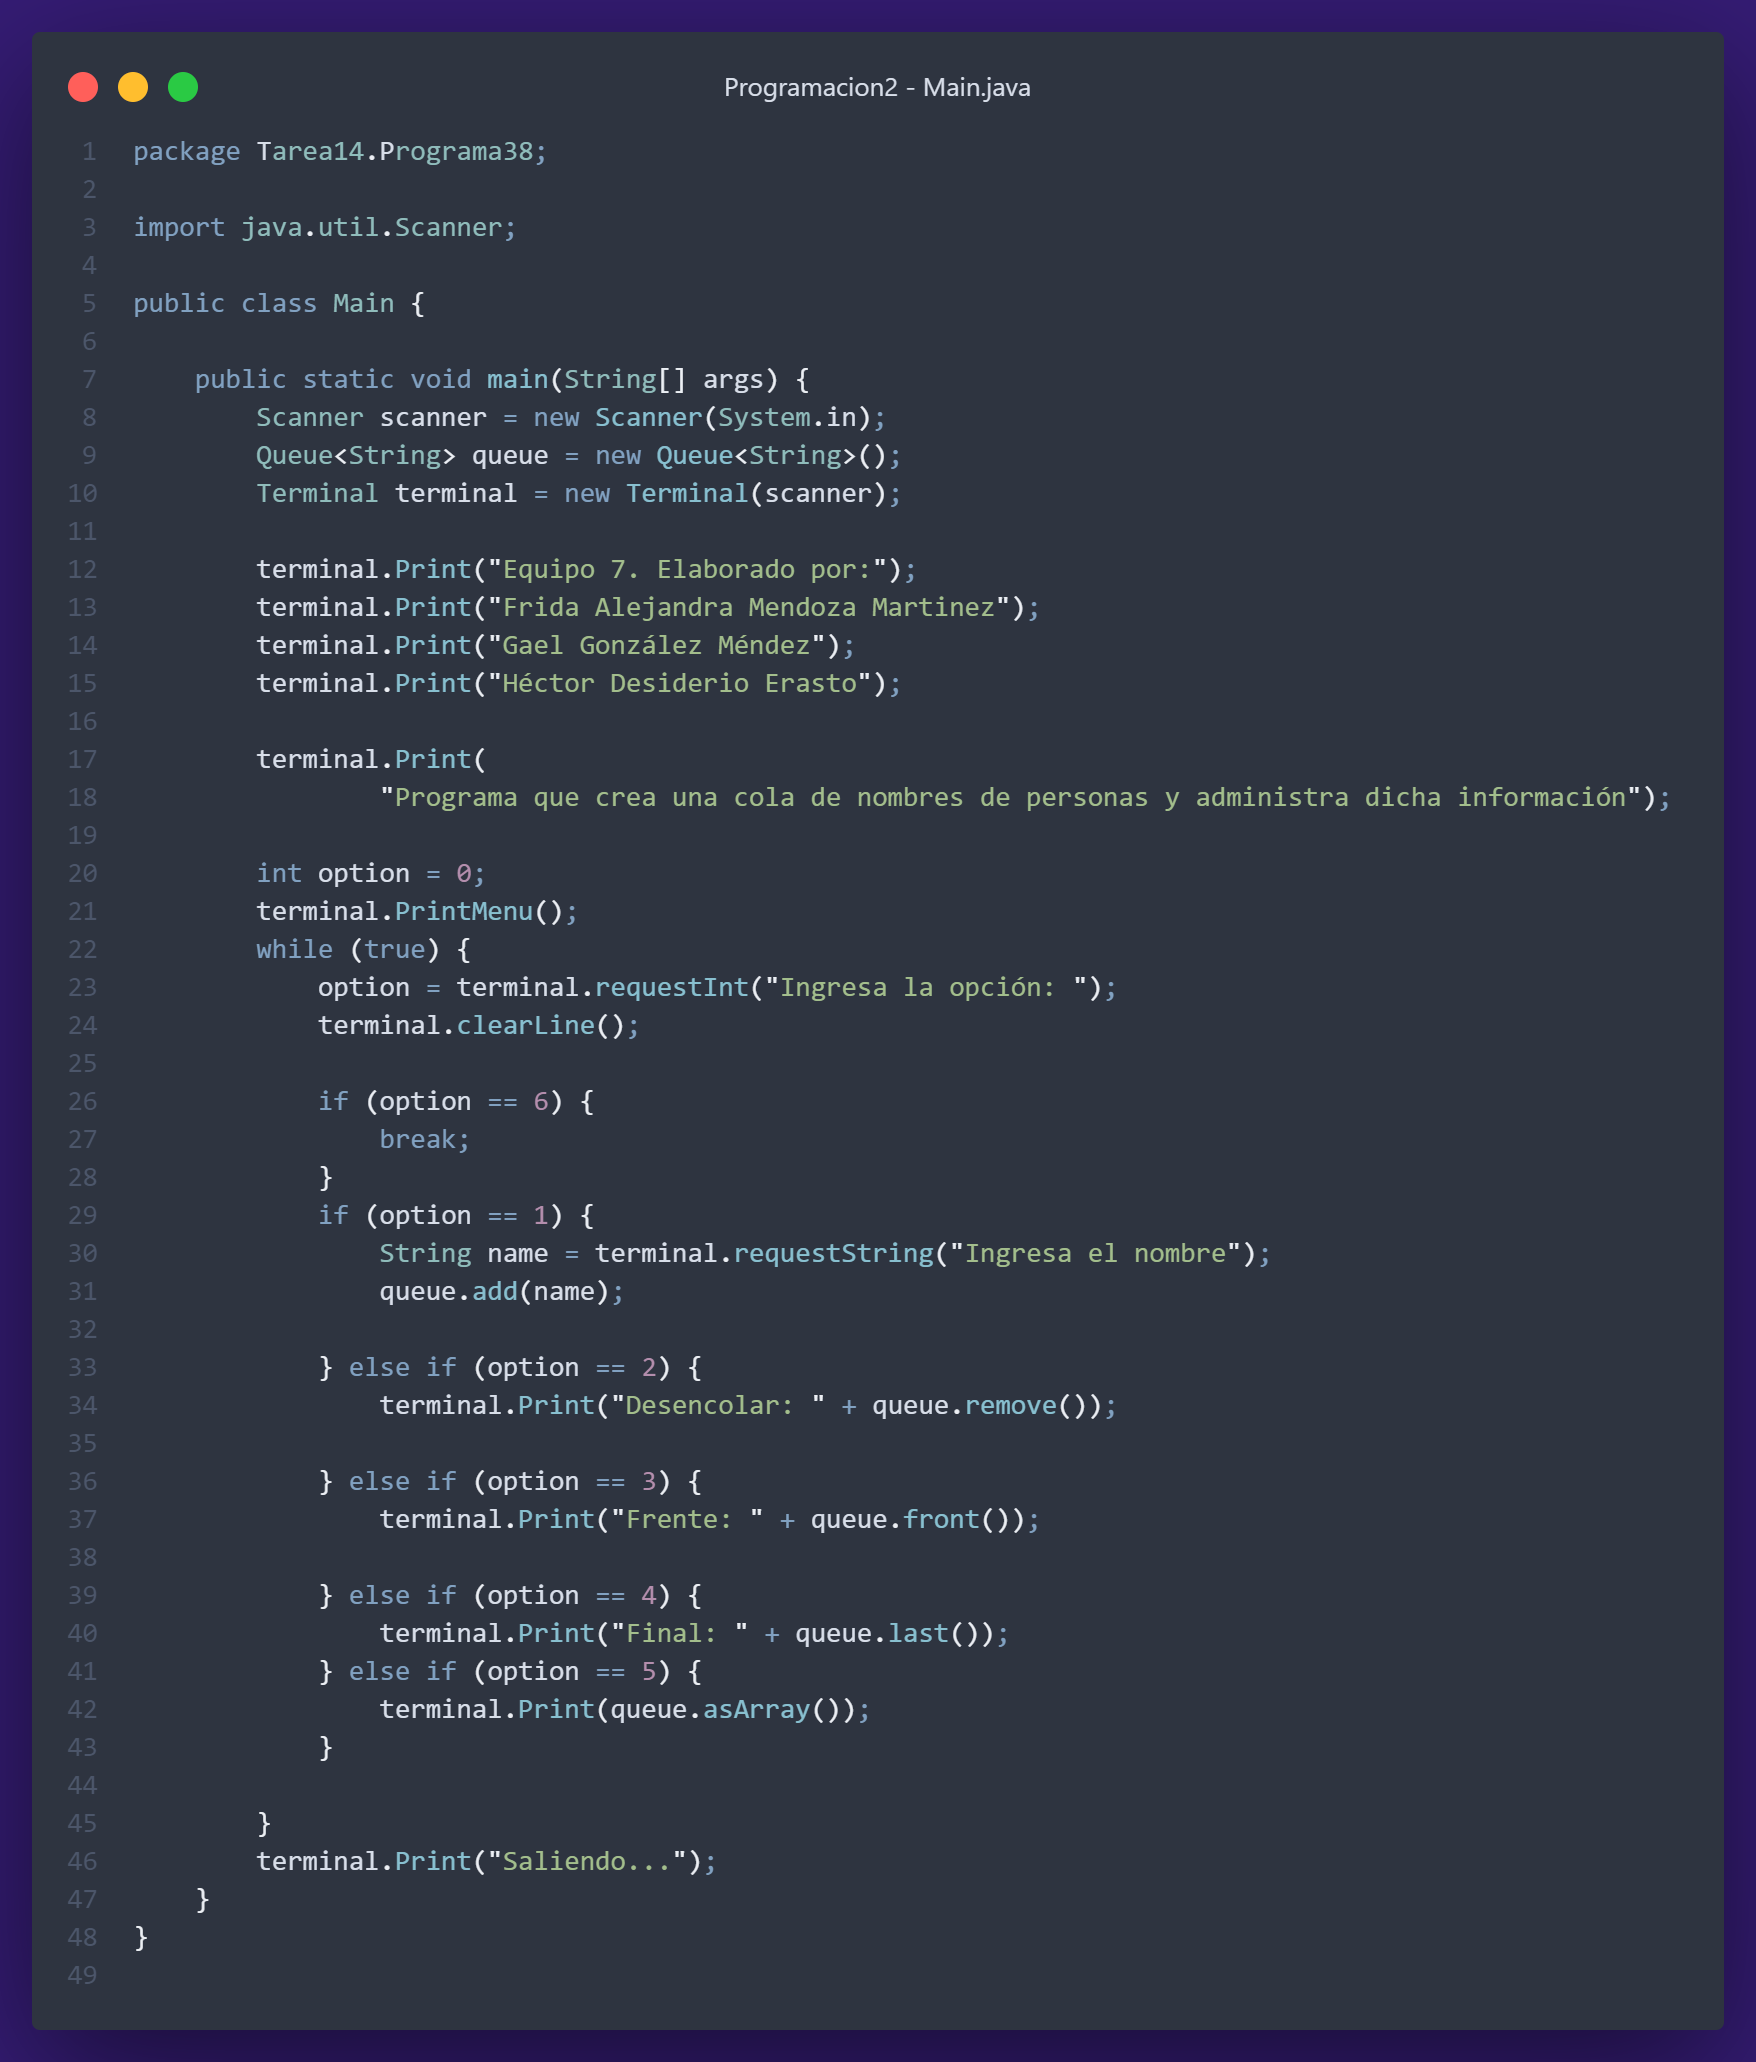 Programacion2 - Main.java
1 package Tarea14.Programa38;
2
3 import java.util.Scanner;
4
5 public class Main {
6
7     public static void main(String[] args) {
8         Scanner scanner = new Scanner(System.in);
9         Queue<String> queue = new Queue<String>();
10         Terminal terminal = new Terminal(scanner);
11
12         terminal.Print("Equipo 7. Elaborado por:");
13         terminal.Print("Frida Alejandra Mendoza Martinez");
14         terminal.Print("Gael González Méndez");
15         terminal.Print("Héctor Desiderio Erasto");
16
17         terminal.Print(
18                 "Programa que crea una cola de nombres de personas y administra dicha información");
19
20         int option = 0;
21         terminal.PrintMenu();
22         while (true) {
23             option = terminal.requestInt("Ingresa la opción: ");
24             terminal.clearLine();
25
26             if (option == 6) {
27                 break;
28             }
29             if (option == 1) {
30                 String name = terminal.requestString("Ingresa el nombre");
31                 queue.add(name);
32
33             } else if (option == 2) {
34                 terminal.Print("Desencolar: " + queue.remove());
35
36             } else if (option == 3) {
37                 terminal.Print("Frente: " + queue.front());
38
39             } else if (option == 4) {
40                 terminal.Print("Final: " + queue.last());
41             } else if (option == 5) {
42                 terminal.Print(queue.asArray());
43             }
44
45         }
46         terminal.Print("Saliendo...");
47     }
48 }
49